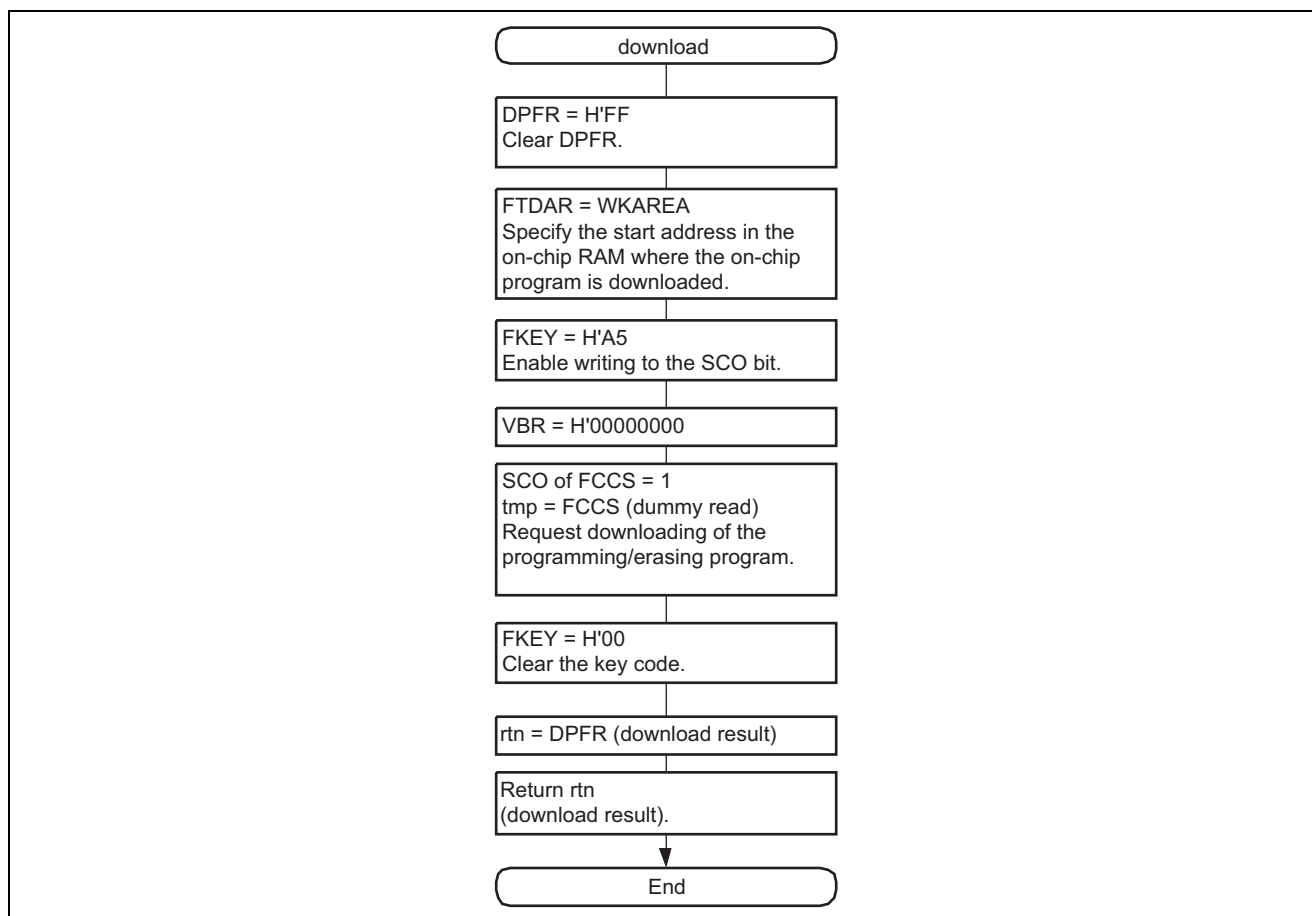 download
DPFR = H'FF
Clear DPFR.
FTDAR = WKAREA
Specify the start address in the
on-chip RAM where the on-chip
program is downloaded.
FKEY = H'A5
Enable writing to the SCO bit.
VBR = H'00000000
SCO of FCCS = 1
tmp = FCCS (dummy read)
Request downloading of the
programming/erasing program.
FKEY = H'00
Clear the key code.
rtn = DPFR (download result)
Return rtn
(download result).
End